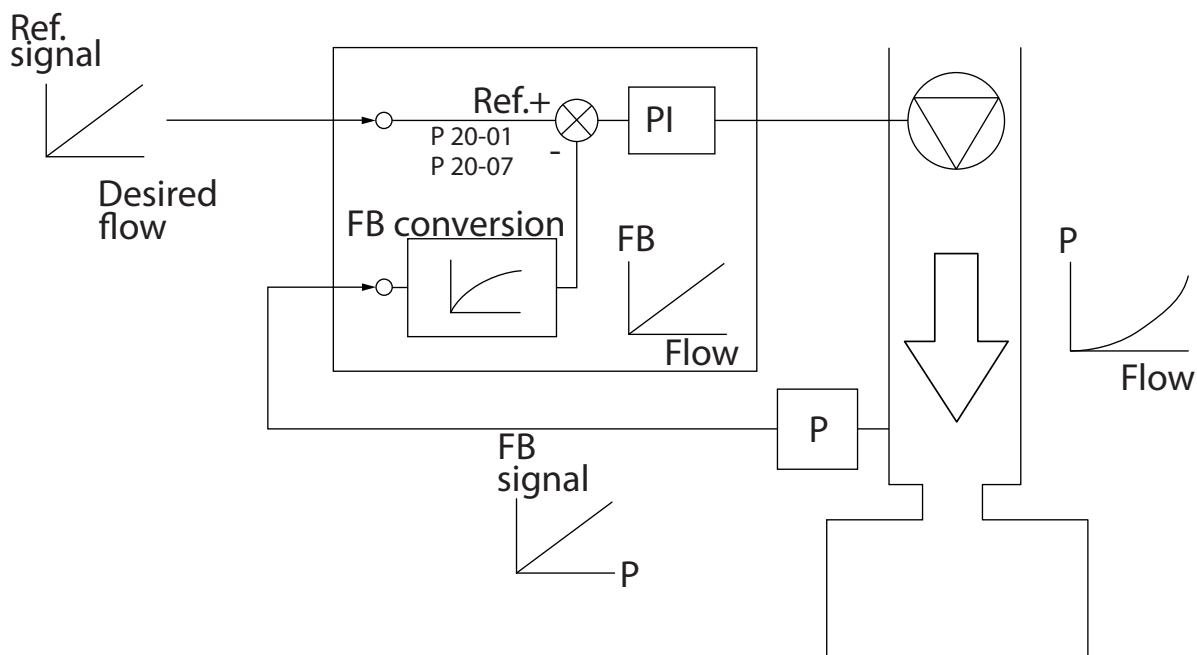 Ref.
signal
Desired
flow
Ref.+
P 20-01
P 20-07
-
PI
FB conversion
FB
Flow
P
Flow
P
FB
signal
P